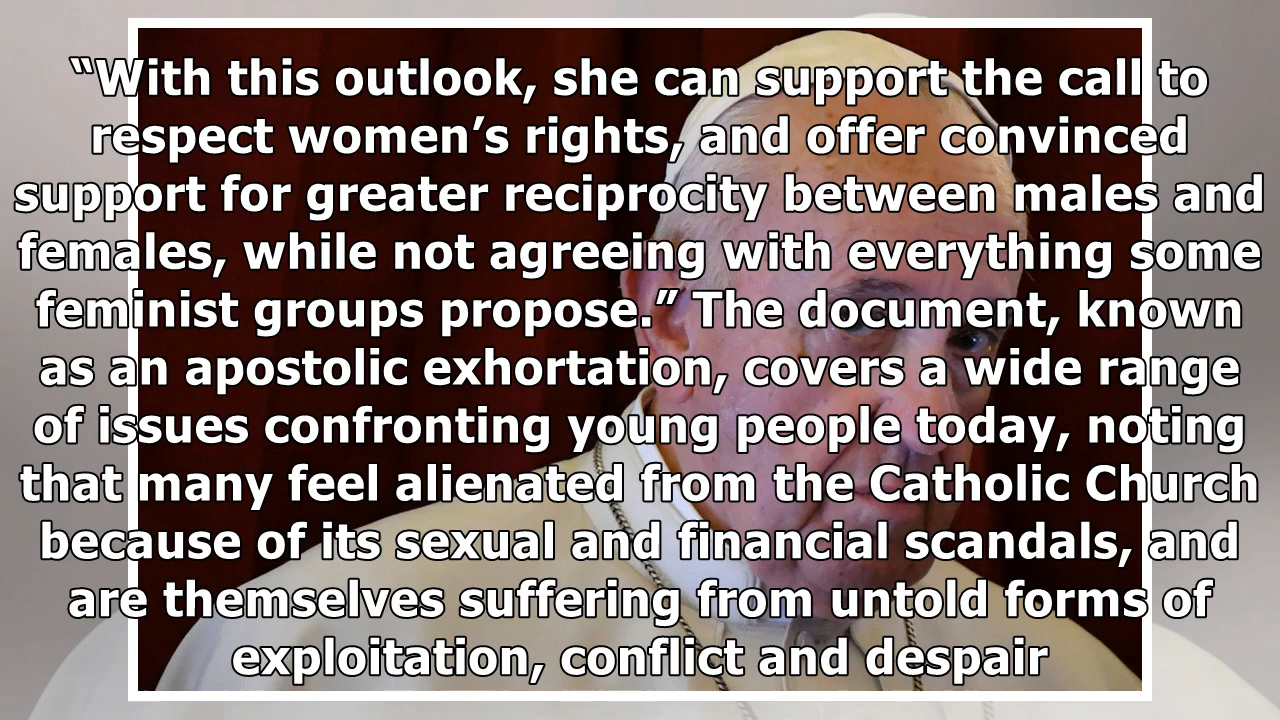 “With this outlook, she can support the call to
respect women’s rights, and offer convinced
support for greater reciprocity between males and
females, while not agreeing with everything some
feminist groups propose.” The document, known
as an apostolic exhortation, covers a wide range
of issues confronting young people today, noting
that many feel alienated from the Catholic Church
because of its sexual and financial scandals, and
are themselves suffering from untold forms of
exploitation, conflict and despair